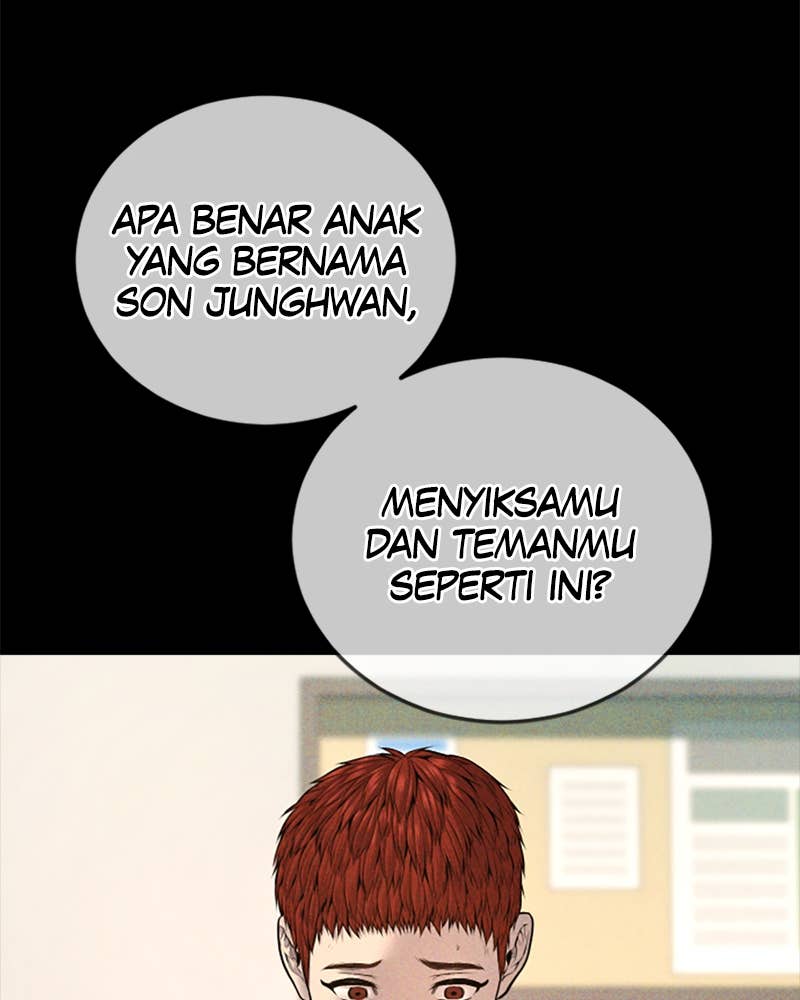 APA BENAR ANAK
YANG BERNAMA
SON JUNGHWAN,
MENYIKSAMU
DAN TEMANMU
SEPERTI INI?